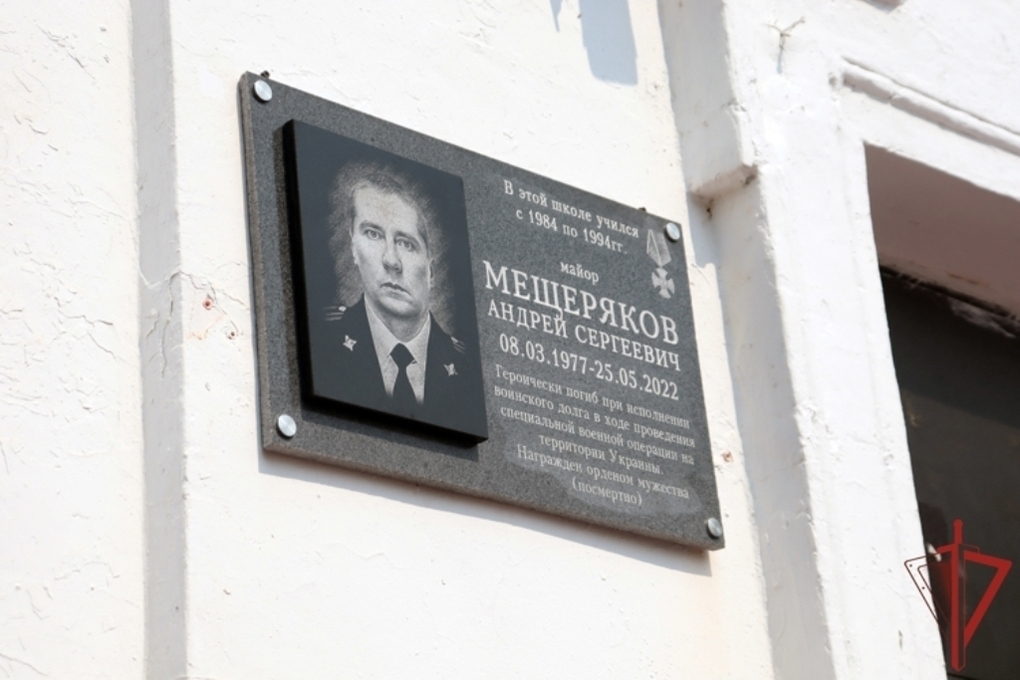 В этой школе учился
с 1984 по 1994гг.
майор
МЕЩЕРЯКОВ
АНДРЕЙ СЕРГЕЕВИЧ
08.03.1977-25.05.2022
Героически погиб при исполнении
воинского долга в ходе проведения
специальной военной операции на
территории Украины.
Награжден орденом мужества
(посмертно)